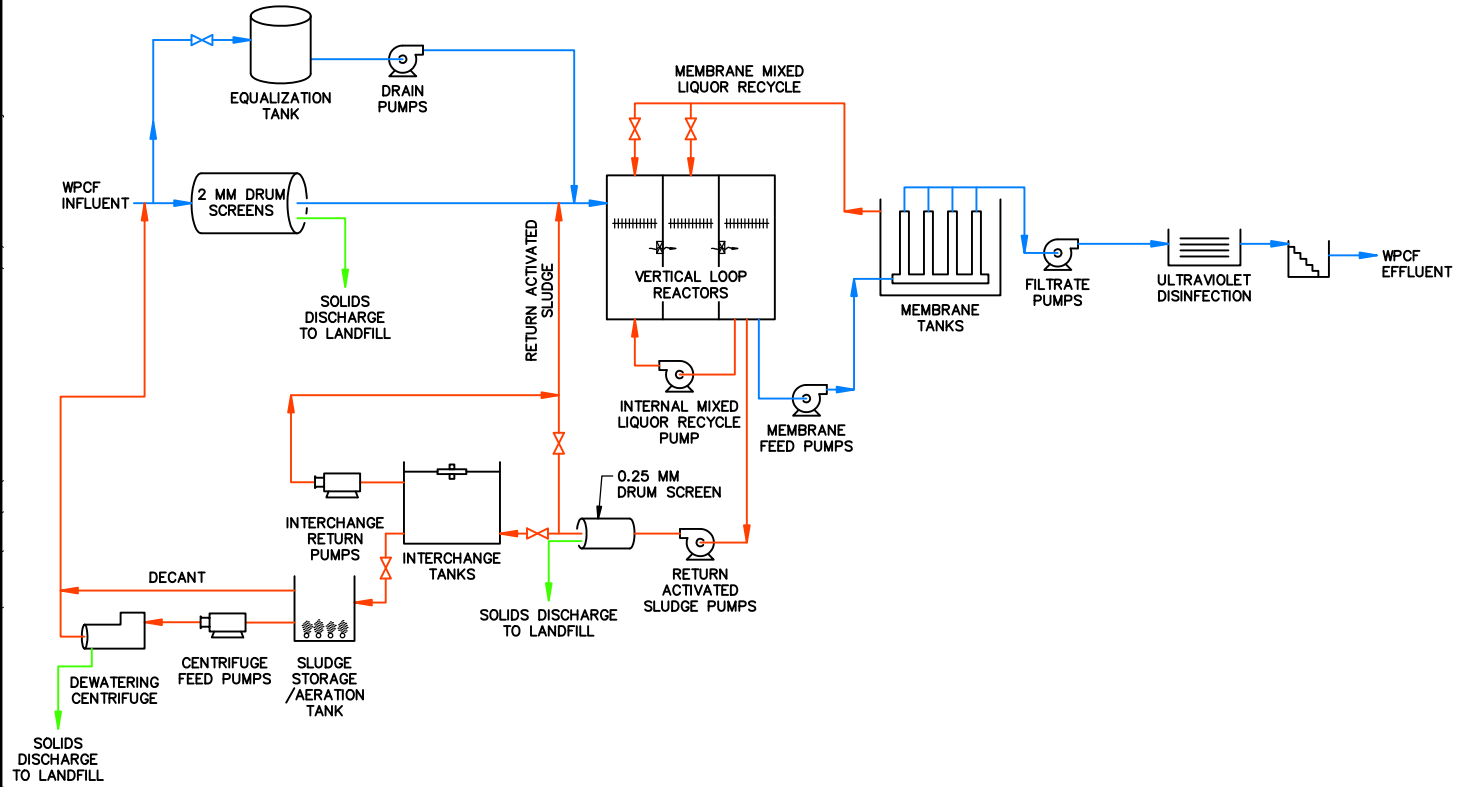 MEMBRANE MIXED
LIQUOR RECYCLE
EQUALIZATION
TANK
DRAIN
PUMPS
WPCF
INFLUENT
2 MM DRUM
SCREENS
SOLIDS
DISCHARGE
TO LANDFILL
RETURN ACTIVATED
SLUDGE
VERTICAL LOOP
REACTORS
MEMBRANE
TANKS
FILTRATE
PUMPS
ULTRAVIOLET
DISINFECTION
WPCF
EFFLUENT
INTERNAL MIXED
LIQUOR RECYCLE
PUMP
MEMBRANE
FEED PUMPS
0.25 MM
DRUM SCREEN
INTERCHANGE
RETURN
PUMPS
INTERCHANGE
TANKS
RETURN
ACTIVATED
SLUDGE PUMPS
SOLIDS DISCHARGE
TO LANDFILL
DECANT
CENTRIFUGE
FEED PUMPS
SLUDGE
STORAGE
/AERATION
TANK
DEWATERING
CENTRIFUGE
SOLIDS
DISCHARGE
TO LANDFILL